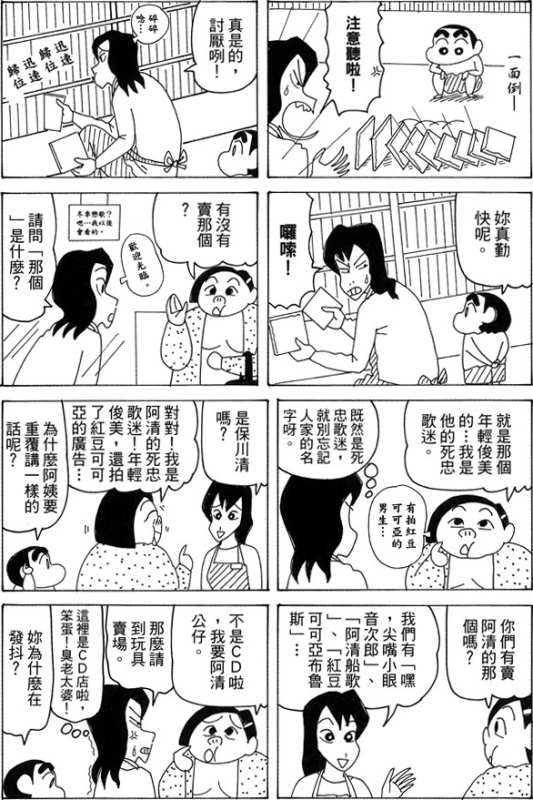 一面倒—
注意聽啦!
真是的,
討厭咧!
碎碎
唸…
迅速
歸位
迅速
歸位
妳真勤
快呢。
囉嗦!
有沒有
賣那個
?
歡迎光臨。
冬季戀歌?
嗯…我以後
會看的。
請問「那個
」是什麼?
就是那個
年輕俊美
的…我是
他的死忠
歌迷。
有拍紅豆
可可亞的
男生…
既然是死
忠歌迷,
就別忘記
人家的名
字呀。
是保川清
嗎?
對對!我是
阿清的死忠
歌迷!年輕
俊美,還拍
了紅豆可可
亞的廣告…
為什麼阿姨要
重覆講一樣的
話呢?
你們有賣
阿清的那
個嗎?
我們有「嘿
,尖嘴小眼
音次郎」、
「阿清船歌
」、「紅豆
可可亞布魯
斯」…
不是CD啦
,我要阿清
公仔。
那麼請
到玩具
賣場。
這裡是CD店啦,
笨蛋!臭老太婆!
妳為什麼在
發抖?